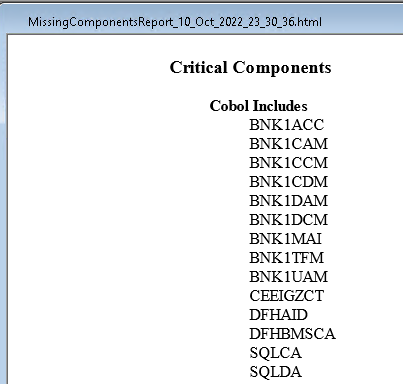 MissingComponentsReport_10_Oct_2022_23_30_36.html
Critical Components
Cobol Includes
BNK1ACC
BNK1CAM
BNK1CCM
BNK1CDM
BNK1DAM
BNK1DCM
BNK1MAI
BNK1TFM
BNK1UAM
CEEIGZCT
DFHAID
DFHBMSCA
SQLCA
SQLDA